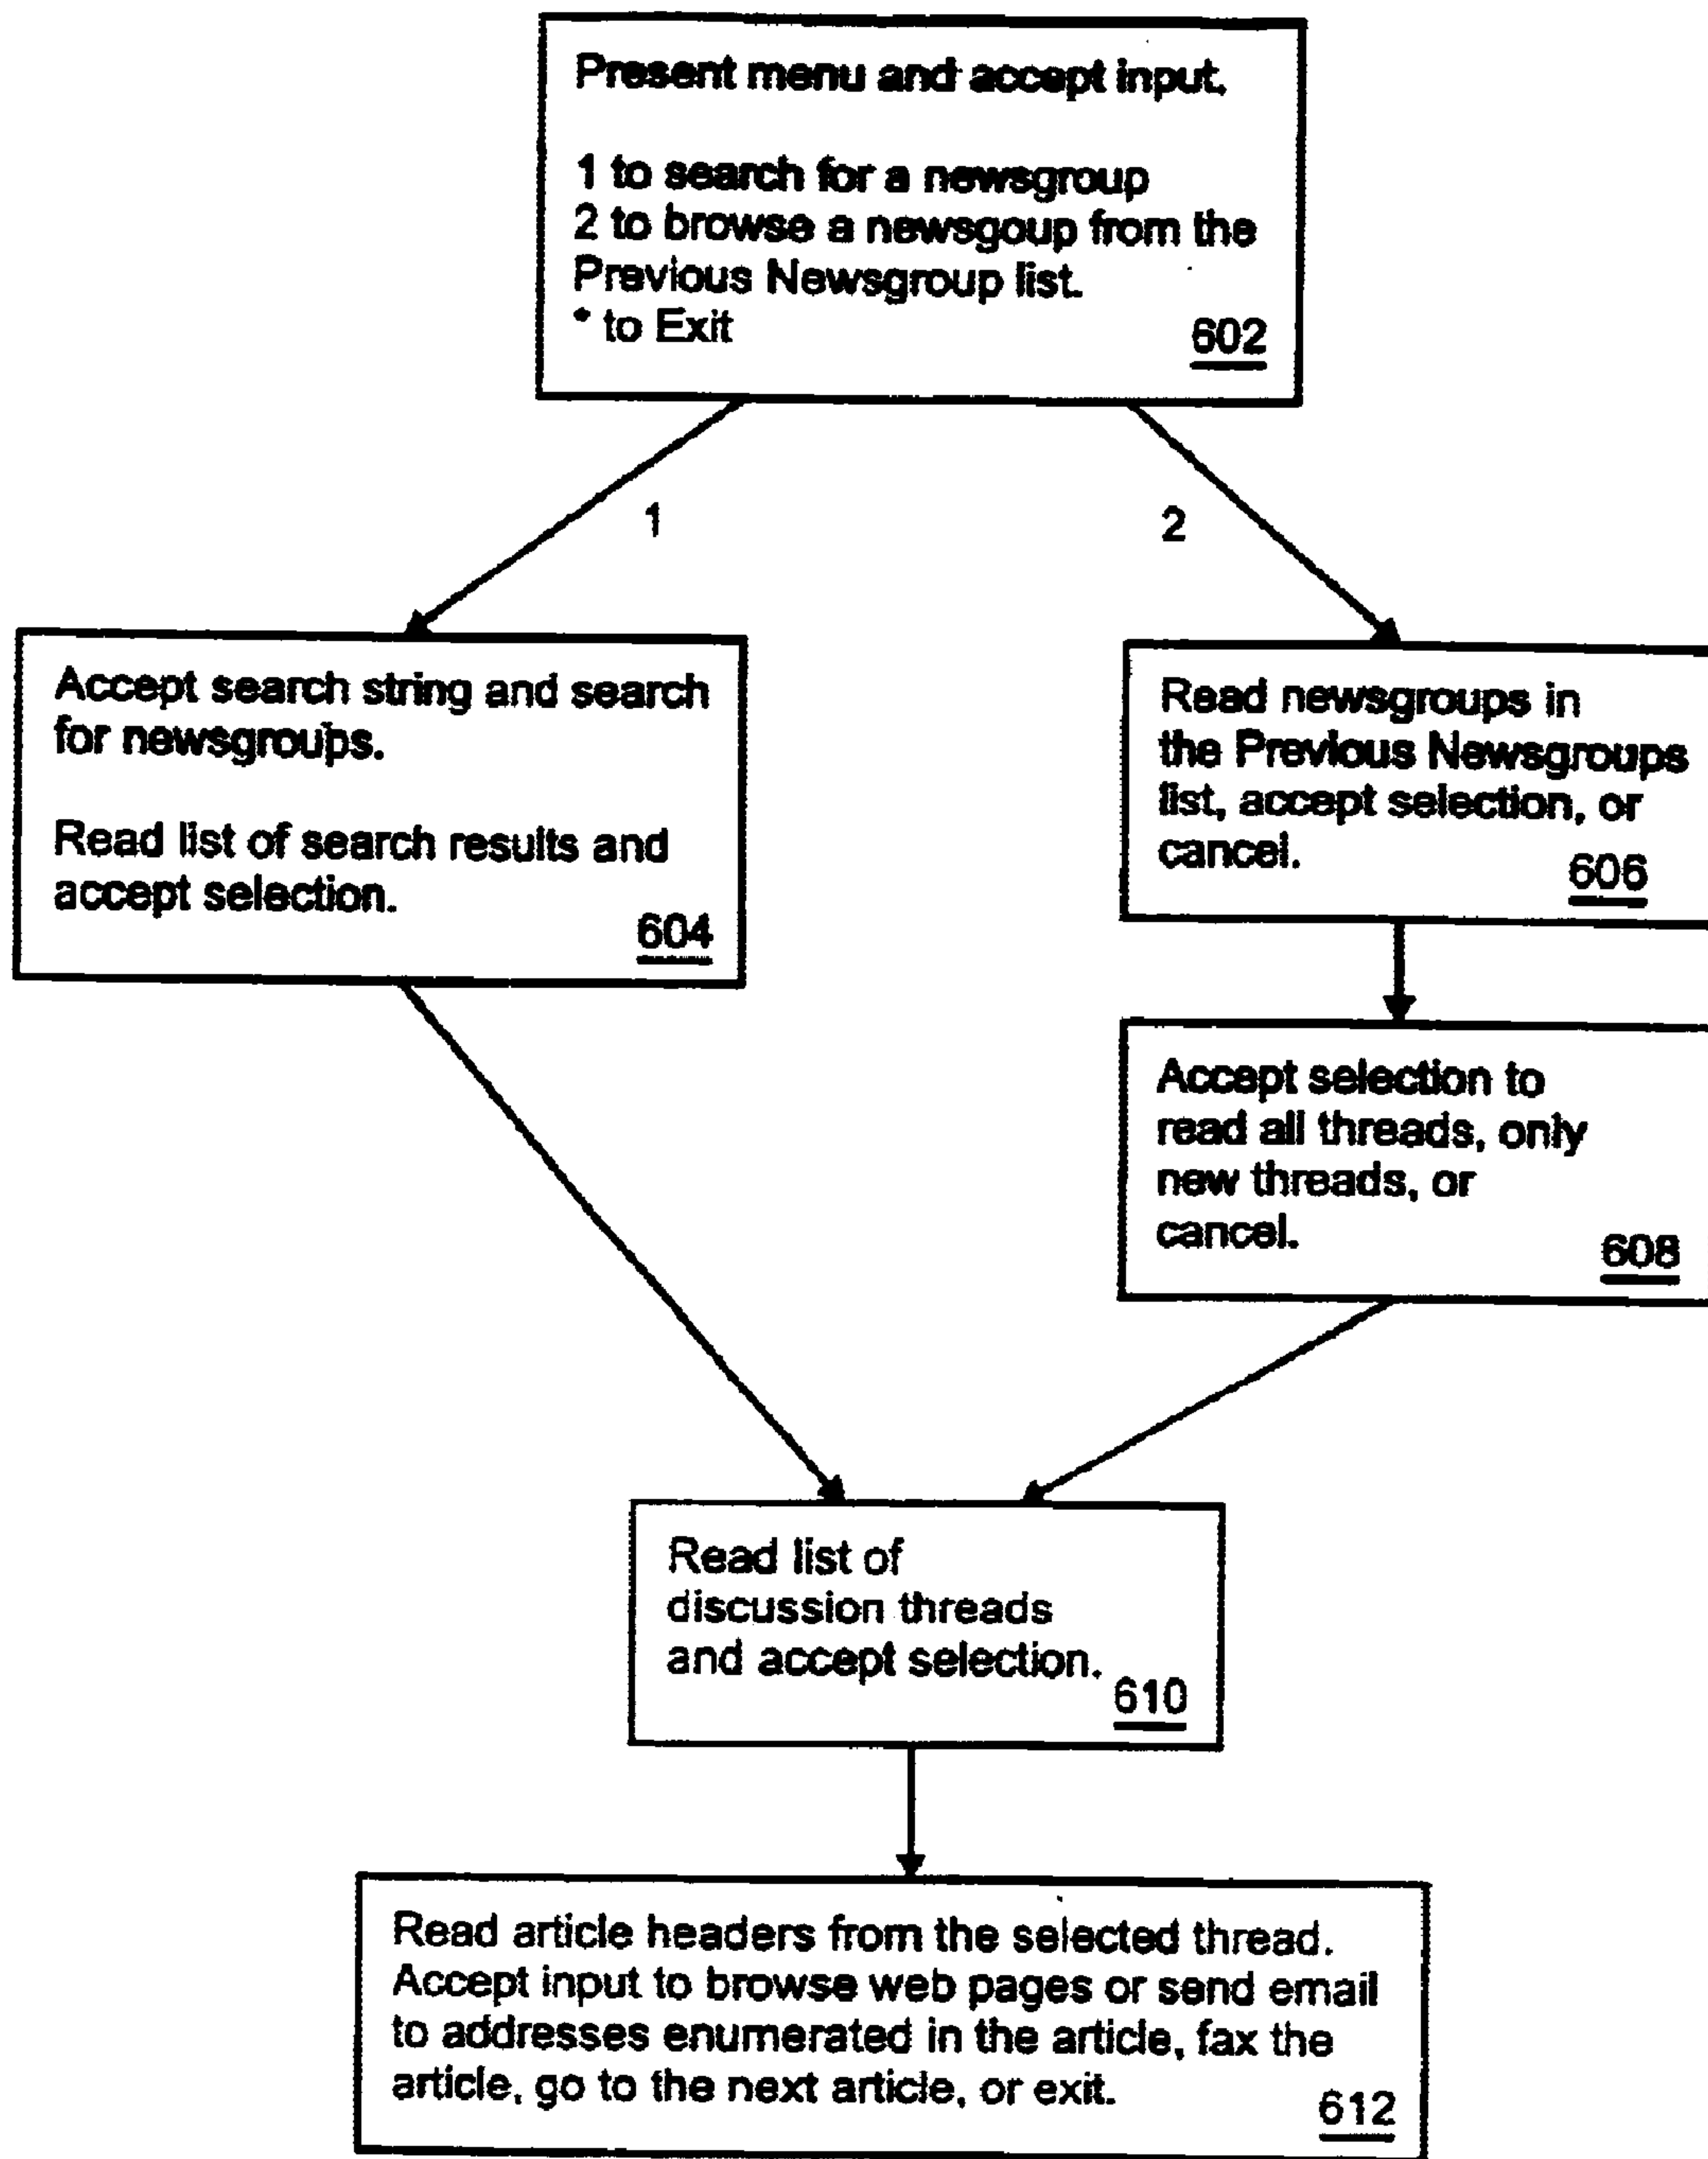 Present menu and accept input.
1 to search for a newsgroup
2 to browse a newsgoup from the
Previous Newsgroup list.
* to Exit
602
1
2
Accept search string and search
for newsgroups.
Read list of search results and
accept selection.
604
Read newsgroups in
the Previous Newsgroups
list, accept selection, or
cancel.
606
Accept selection to
read all threads, only
new threads, or
cancel.
608
Read list of
discussion threads
and accept selection.
610
Read article headers from the selected thread.
Accept input to browse web pages or send email
to addresses enumerated in the article, fax the
article, go to the next article, or exit.
612